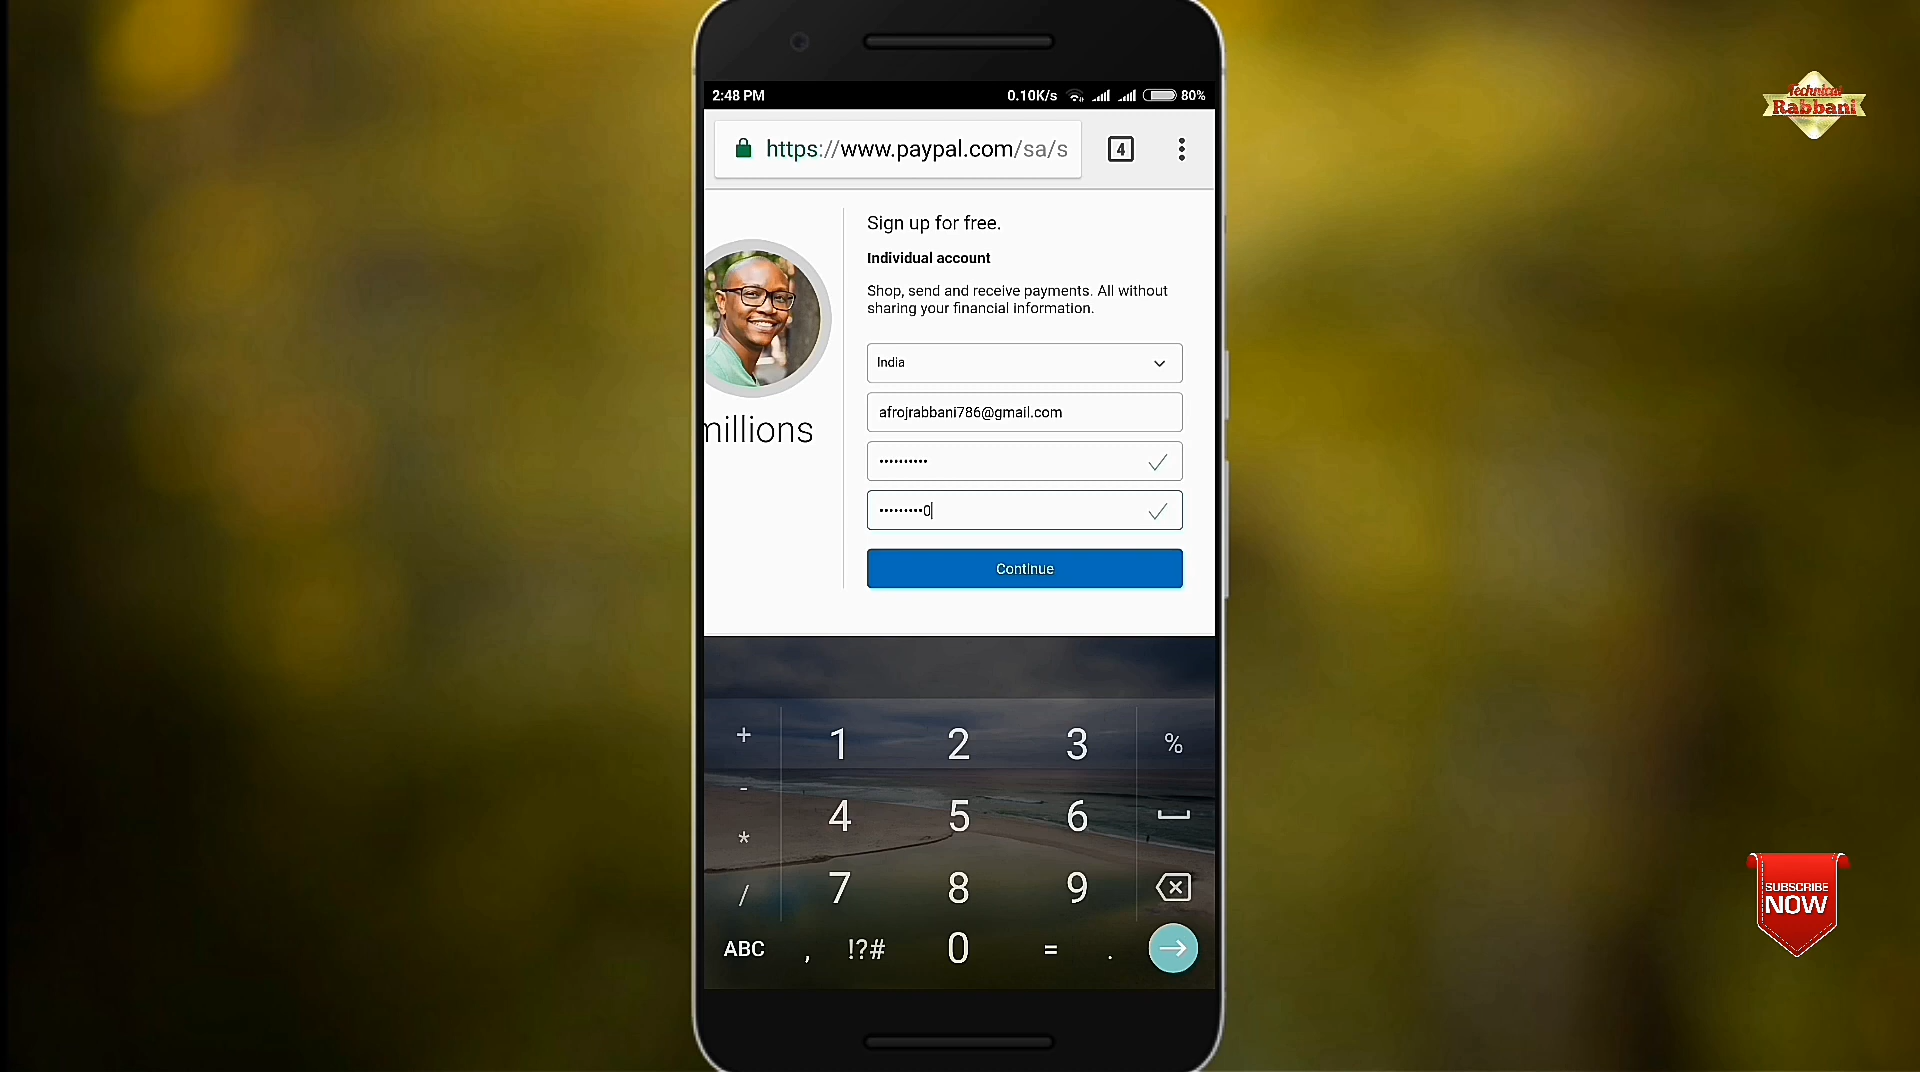 2:48 PM
0.10K/s
80%
https://www.paypal.com/sa/s
4
Sign up for free.
Individual account
Shop, send and receive payments. All without
sharing your financial information.
millions
India
afrojrabbani786@gmail.com
••••••••••
•••••••••0
Continue
+ 1 2 3 %
- 4 5 6
*
/ 7 8 9
ABC , !?# 0 = .
Technical
Rabbani
SUBSCRIBE
NOW